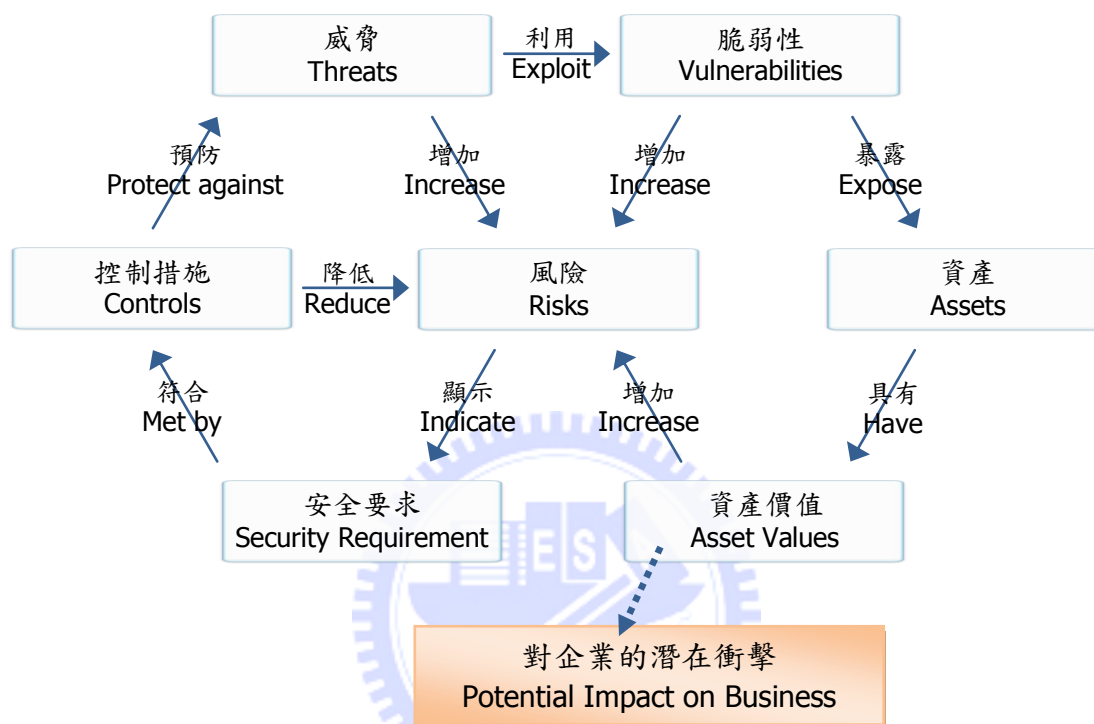 威脅
Threats
利用
Exploit
脆弱性
Vulnerabilities
預防
Protect against
增加
Increase
增加
Increase
暴露
Expose
控制措施
Controls
降低
Reduce
風險
Risks
資產
Assets
符合
Met by
顯示
Indicate
增加
Increase
具有
Have
安全要求
Security Requirement
資產價值
Asset Values
ES
對企業的潛在衝擊
Potential Impact on Business